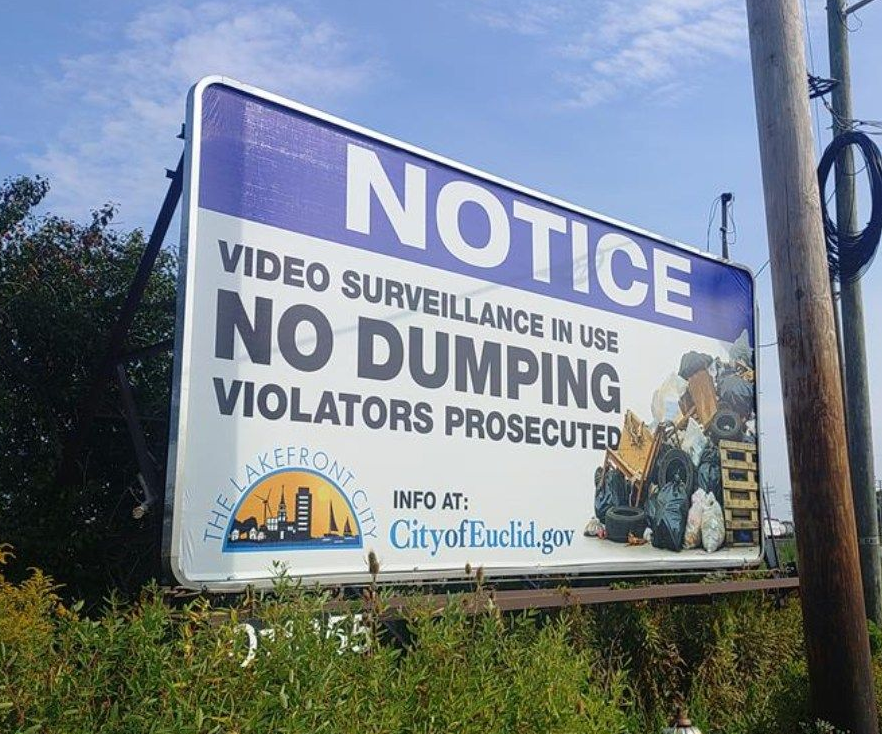 NOTICE
VIDEO SURVEILLANCE IN USE
NO DUMPING
VIOLATORS PROSECUTED
THE LAKEFRONT CITY
INFO AT:
CityofEuclid.gov